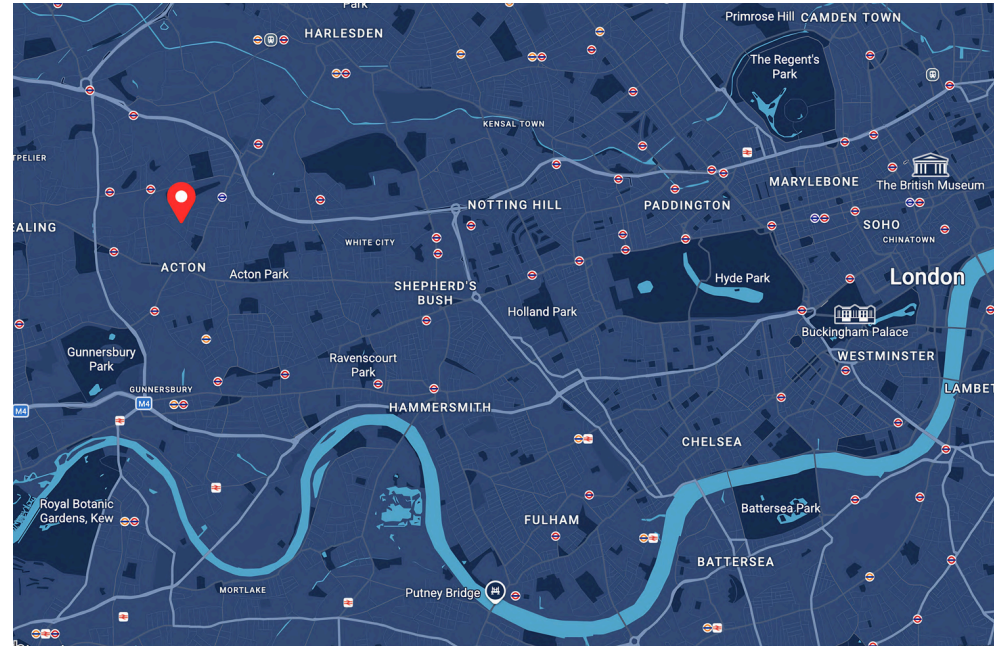 Park
HARLESDEN
Primrose Hill
CAMDEN TOWN
The Regent's
Park
KENSAL TOWN
TPELIER
MARYLEBONE
The British Museum
NOTTING HILL
PADDINGTON
EALING
SOHO
CHINATOWN
WHITE CITY
ACTON
Acton Park
Hyde Park
London
SHEPHERD'S
BUSH
Holland Park
Buckingham Palace
Gunnersbury
Park
Ravenscourt
Park
WESTMINSTER
GUNNERSBURY
LAMBET
M4
M4
HAMMERSMITH
CHELSEA
Royal Botanic
Gardens, Kew
Battersea Park
FULHAM
BATTERSEA
MORTLAKE
Putney Bridge